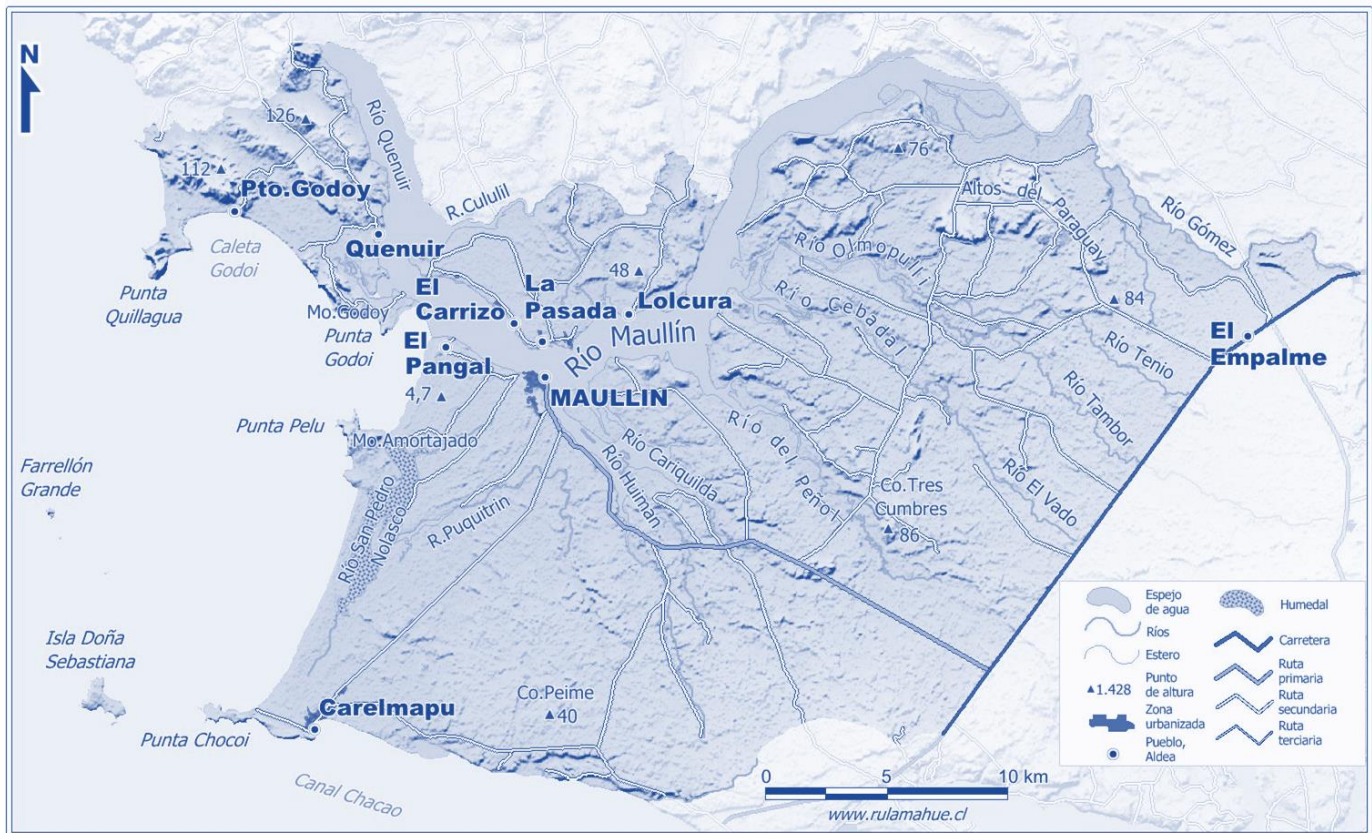 N
126
112
Pto.Godoy
Río Quenuir
R.Cululil
76
Altos del Paraguay
Río Gómez
Caleta
Godoi
Quenuir
Río Olmopulli
Punta
Quillagua
El
Carrizo
La
Pasada
48
Lolcura
Río Cebadal
84
Mo.Godoy
Punta
Godoi
El
Pangal
Río Maullín
El
Empalme
Río Tenio
4,7
MAULLIN
Río Tambor
Punta Pelu
Mo.Amortajado
Río del Peñol
Río Cariquilda
Río Huiman
Farrellón
Grande
Río San Pedro
Nolasco
R.Puquitrin
Co.Tres
Cumbres
86
Río El Vado
Isla Doña
Sebastiana
Co.Peime
40
Carelmapu
Punta Chocoi
Canal Chacao
Espejo
de agua
Ríos
Estero
1.428
Punto
de altura
Zona
urbanizada
Pueblo,
Aldea
Humedal
Carretera
Ruta
primaria
Ruta
secundaria
Ruta
terciaria
0 5 10 km
www.rulamahue.cl